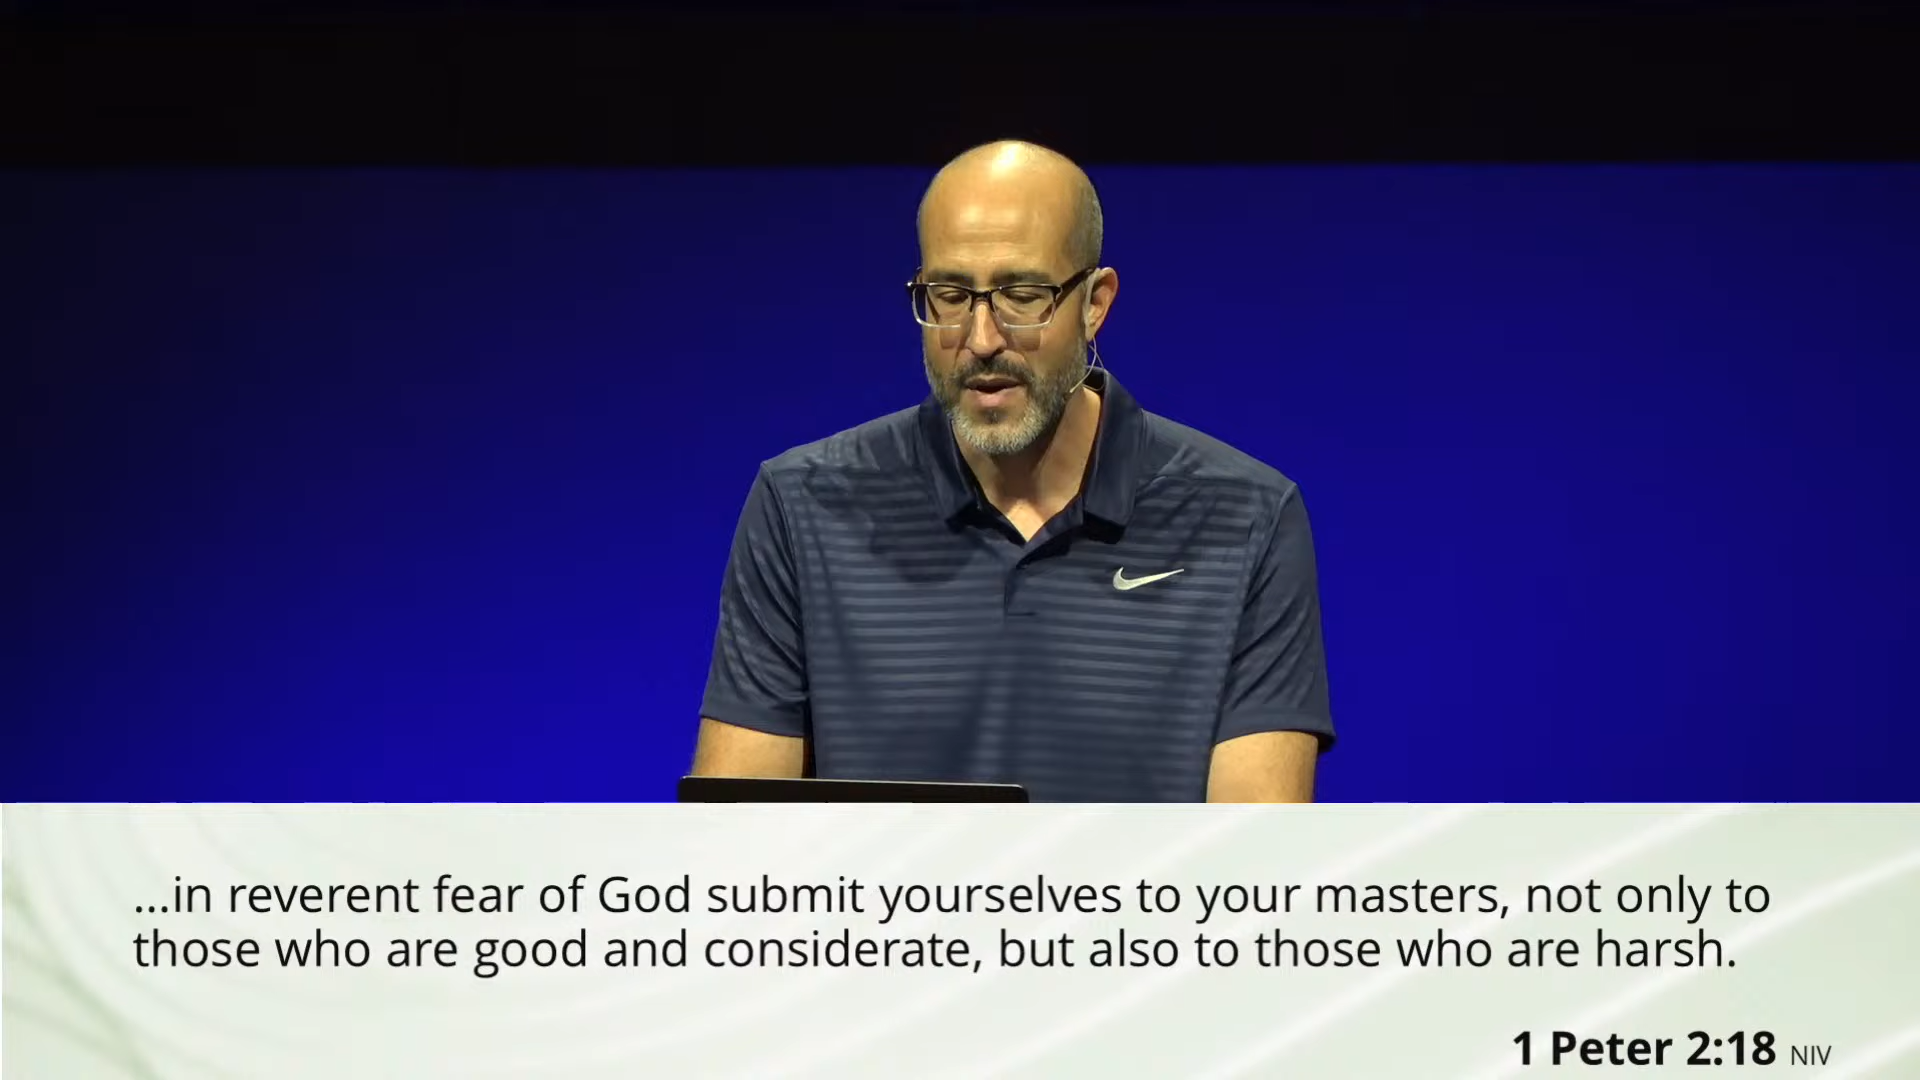 ...in reverent fear of God submit yourselves to your masters, not only to
those who are good and considerate, but also to those who are harsh.
1 Peter 2:18 NIV